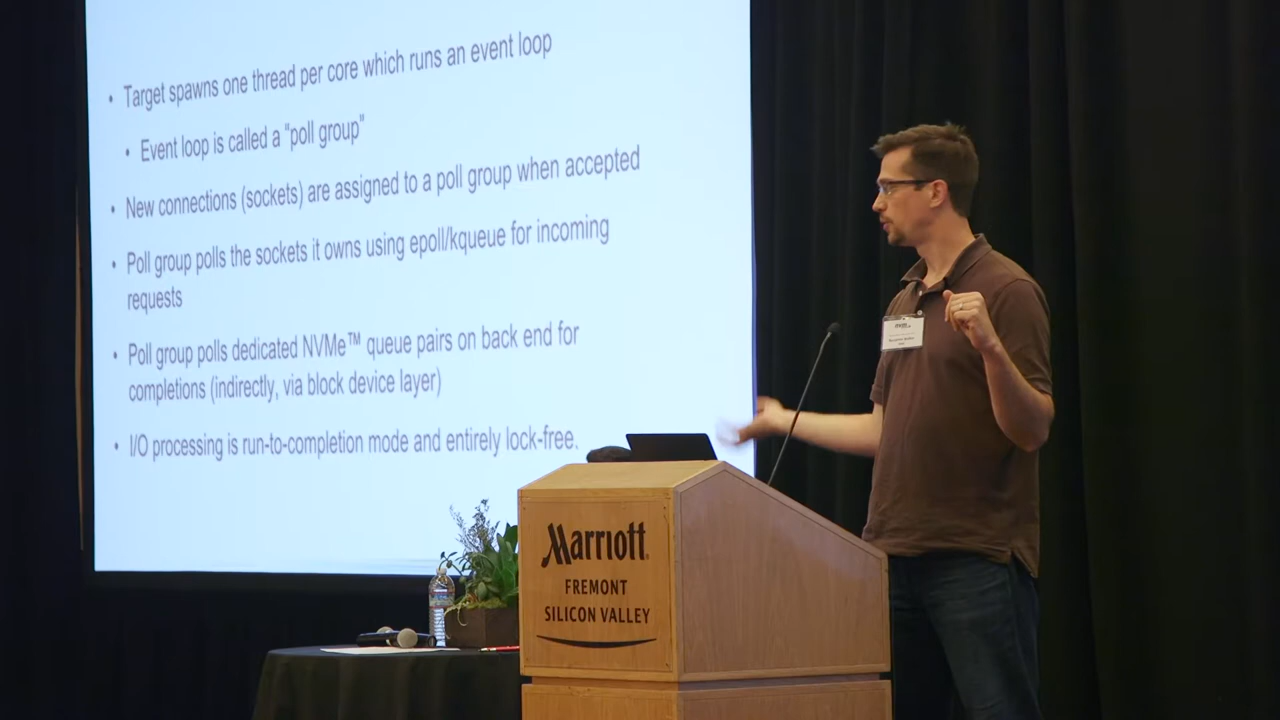 • Target spawns one thread per core which runs an event loop
• Event loop is called a “poll group”
• New connections (sockets) are assigned to a poll group when accepted
• Poll group polls the sockets it owns using epoll/kqueue for incoming
requests
• Poll group polls dedicated NVMe™ queue pairs on back end for
completions (indirectly, via block device layer)
• I/O processing is run-to-completion mode and entirely lock-free.
Marriott
FREMONT
SILICON VALLEY